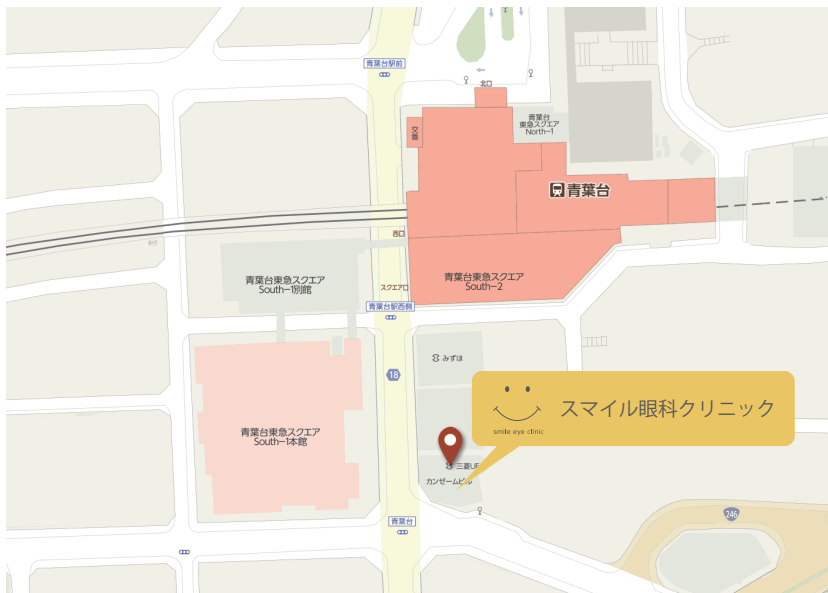 青葉台駅前
北口
交番
青葉台
東急スクエア
North-1
青葉台
西口
青葉台東急スクエア
South-1別館
スクエア口
青葉台東急スクエア
South-2
青葉台駅西側
みずほ
18
スマイル眼科クリニック
smile eye clinic
青葉台東急スクエア
South-1本館
三菱UF
カンゼームビル
246
青葉台